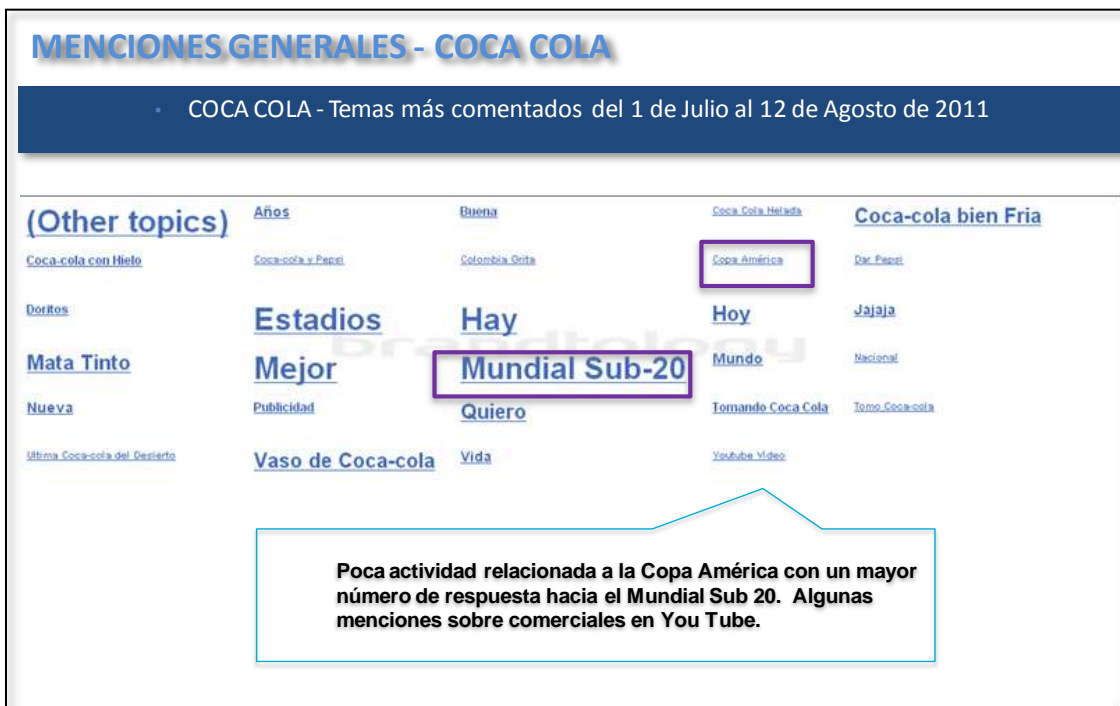 MENCIONES GENERALES - COCA COLA
• COCA COLA - Temas más comentados del 1 de Julio al 12 de Agosto de 2011
(Other topics) Años Buena Coca Cola Helada Coca-cola bien Fria
Coca-cola con Hielo Coca-cola y Pepsi Colombia Grita Copa América Dar Pepsi
Doritos Estadios Hay Hoy Jajaja
brandtology
Mata Tinto Mejor Mundial Sub-20 Mundo Nacional
Nueva Publicidad Quiero Tomando Coca Cola Tomo Coca-cola
Ultima Coca-cola del Desierto Vaso de Coca-cola Vida Youtube Video
Poca actividad relacionada a la Copa América con un mayor
número de respuesta hacia el Mundial Sub 20. Algunas
menciones sobre comerciales en You Tube.